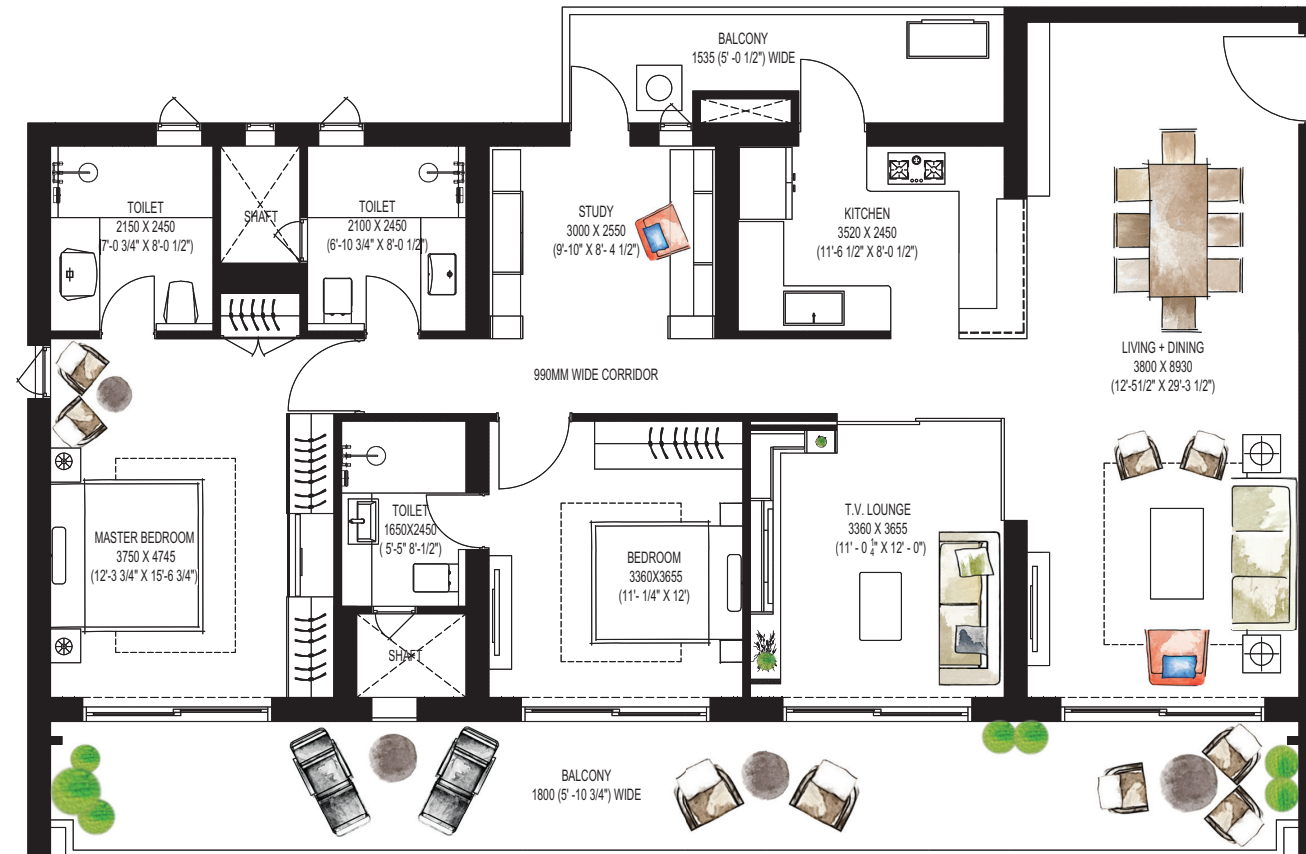 BALCONY
1535 (5' -0 1/2") WIDE
TOILET
2150 X 2450
(7'-0 3/4" X 8'-0 1/2")
SHAFT
TOILET
2100 X 2450
(6'-10 3/4" X 8'-0 1/2")
STUDY
3000 X 2550
(9'-10" X 8'- 4 1/2")
KITCHEN
3520 X 2450
(11'-6 1/2" X 8'-0 1/2")
LIVING + DINING
3800 X 8930
(12'-51/2" X 29'-3 1/2")
990MM WIDE CORRIDOR
MASTER BEDROOM
3750 X 4745
(12'-3 3/4" X 15'-6 3/4")
TOILET
1650X2450
( 5'-5" 8'-1/2")
SHAFT
BEDROOM
3360X3655
(11'- 1/4" X 12')
T.V. LOUNGE
3360 X 3655
(11' - 0 1/4" X 12' - 0")
BALCONY
1800 (5' -10 3/4") WIDE